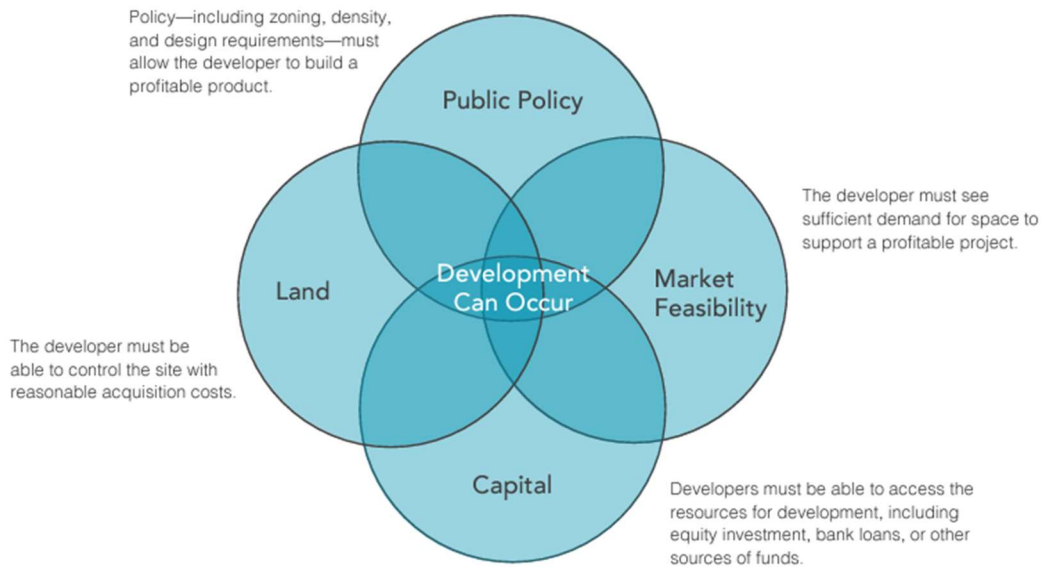 Policy—including zoning, density,
and design requirements—must
allow the developer to build a
profitable product.
Public Policy
The developer must see
sufficient demand for space to
support a profitable project.
Development
Can Occur
Land
Market
Feasibility
The developer must be
able to control the site with
reasonable acquisition costs.
Capital
Developers must be able to access the
resources for development, including
equity investment, bank loans, or other
sources of funds.